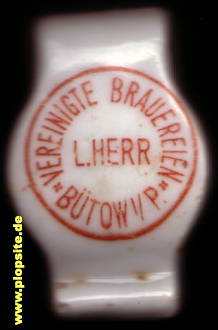 VEREINIGTE BRAUEREIEN
L.HERR
* BÜTOW I/P. *
www.plopsite.de